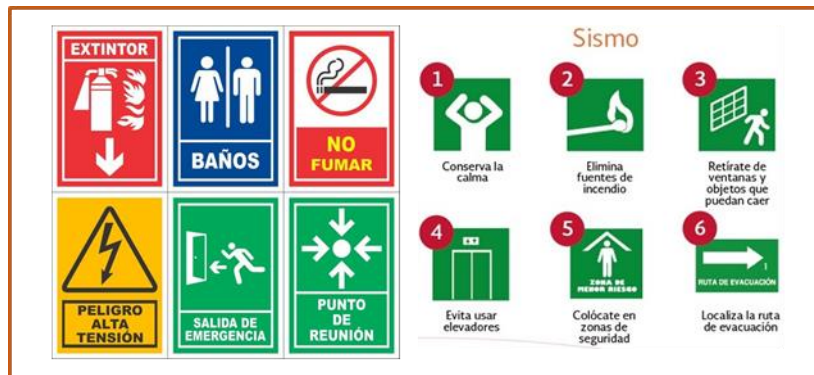 EXTINTOR
BAÑOS
NO
FUMAR
PELIGRO
ALTA
TENSIÓN
SALIDA DE
EMERGENCIA
PUNTO
DE
REUNIÓN
Sismo
1
Conserva la
calma
2
Elimina
fuentes de
incendio
3
Retírate de
ventanas y
objetos que
puedan caer
4
Evita usar
elevadores
5
ZONA DE
MENOR RIESGO
Colócate en
zonas de
seguridad
6
RUTA DE EVACUACIÓN
Localiza la ruta
de evacuación